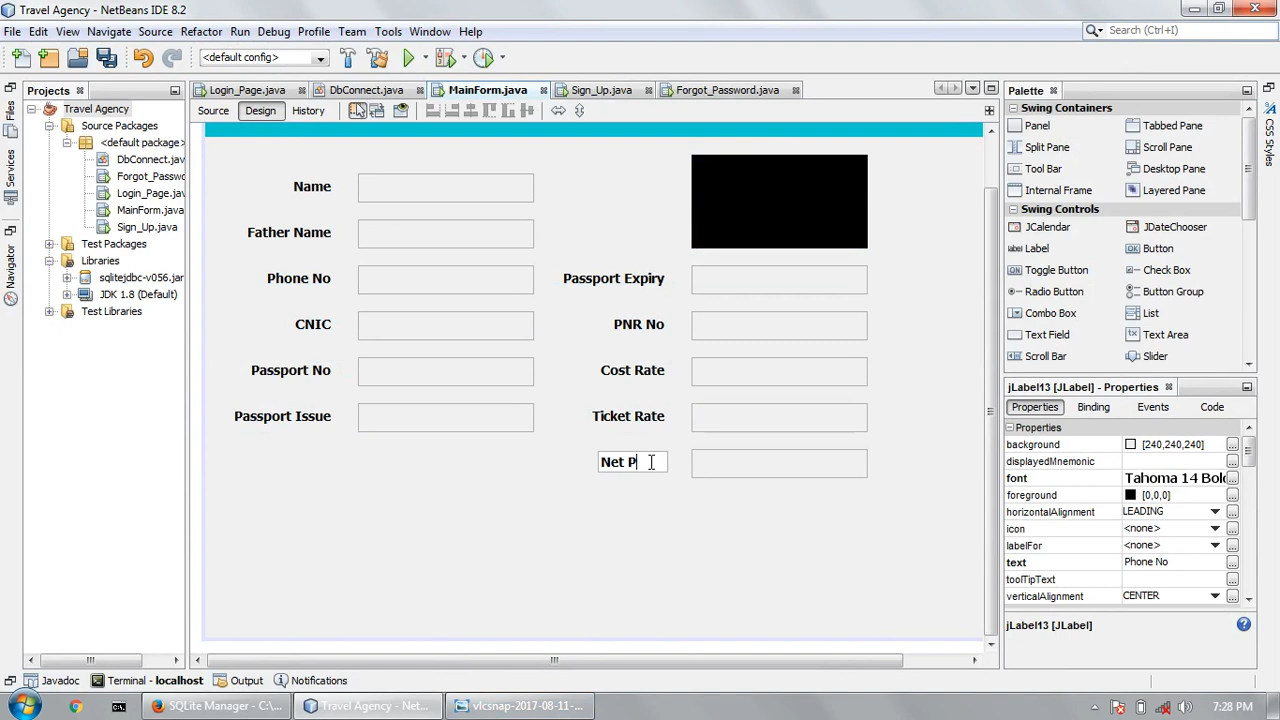 Travel Agency - NetBeans IDE 8.2
File Edit View Navigate Source Refactor Run Debug Profile Team Tools Window Help
Search (Ctrl+I)
<default config>
Projects
Login_Page.java
DbConnect.java
MainForm.java
Sign_Up.java
Forgot_Password.java
Palette
Files
Services
Navigator
CSS Styles
Travel Agency
Source Packages
<default package>
DbConnect.jav
Forgot_Passwo
Login_Page.jav
MainForm.java
Sign_Up.java
Test Packages
Libraries
sqlitejdbc-v056.jar
JDK 1.8 (Default)
Test Libraries
Source Design History
Name
Father Name
Phone No
CNIC
Passport No
Passport Issue
Passport Expiry
PNR No
Cost Rate
Ticket Rate
Net P
Swing Containers
Panel Tabbed Pane
Split Pane Scroll Pane
Tool Bar Desktop Pane
Internal Frame Layered Pane
Swing Controls
JCalendar JDateChooser
Label Button
Toggle Button Check Box
Radio Button Button Group
Combo Box List
Text Field Text Area
Scroll Bar Slider
jLabel13 [JLabel] - Properties
Properties Binding Events Code
Properties
background [240,240,240]
displayedMnemonic
font Tahoma 14 Bold
foreground [0,0,0]
horizontalAlignment LEADING
icon <none>
labelFor <none>
text Phone No
toolTipText
verticalAlignment CENTER
jLabel13 [JLabel]
Javadoc Terminal - localhost Output Notifications
SQLite Manager - C:\...
Travel Agency - Net...
vlcsnap-2017-08-11-...
7:28 PM